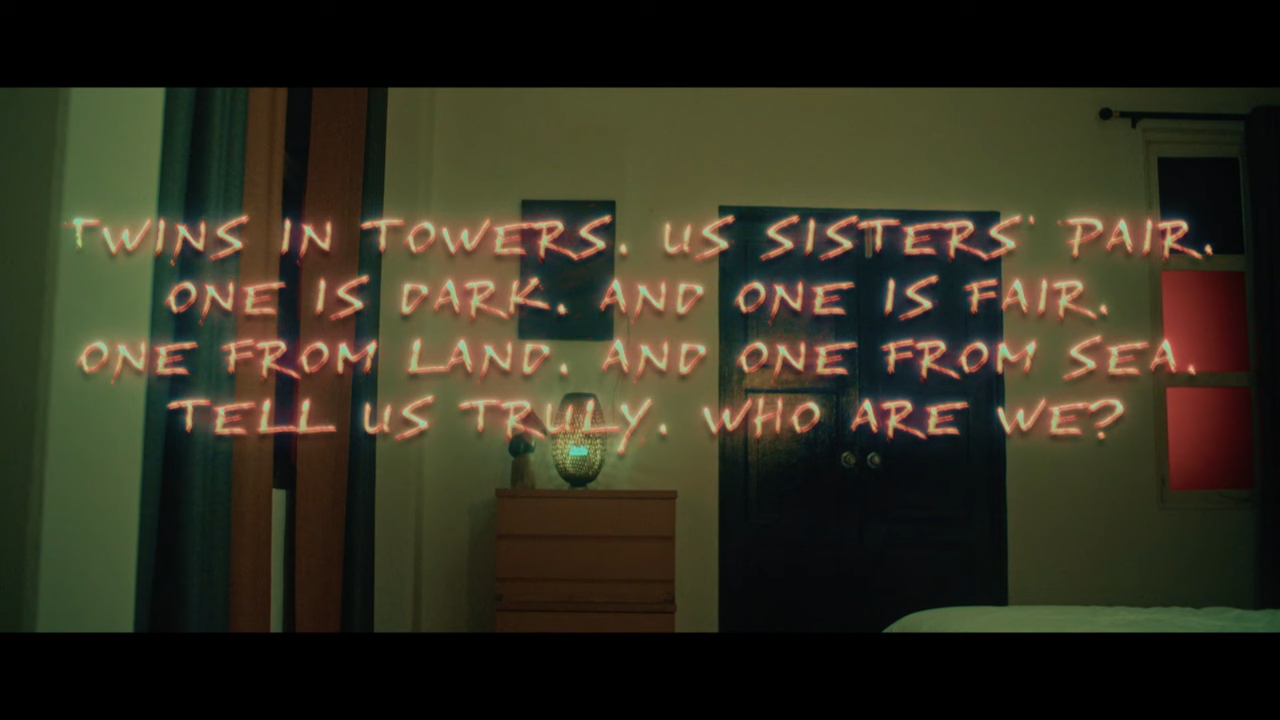 TWINS IN TOWERS. US SISTERS' PAIR.
ONE IS DARK. AND ONE IS FAIR.
ONE FROM LAND. AND ONE FROM SEA.
TELL US TRULY. WHO ARE WE?